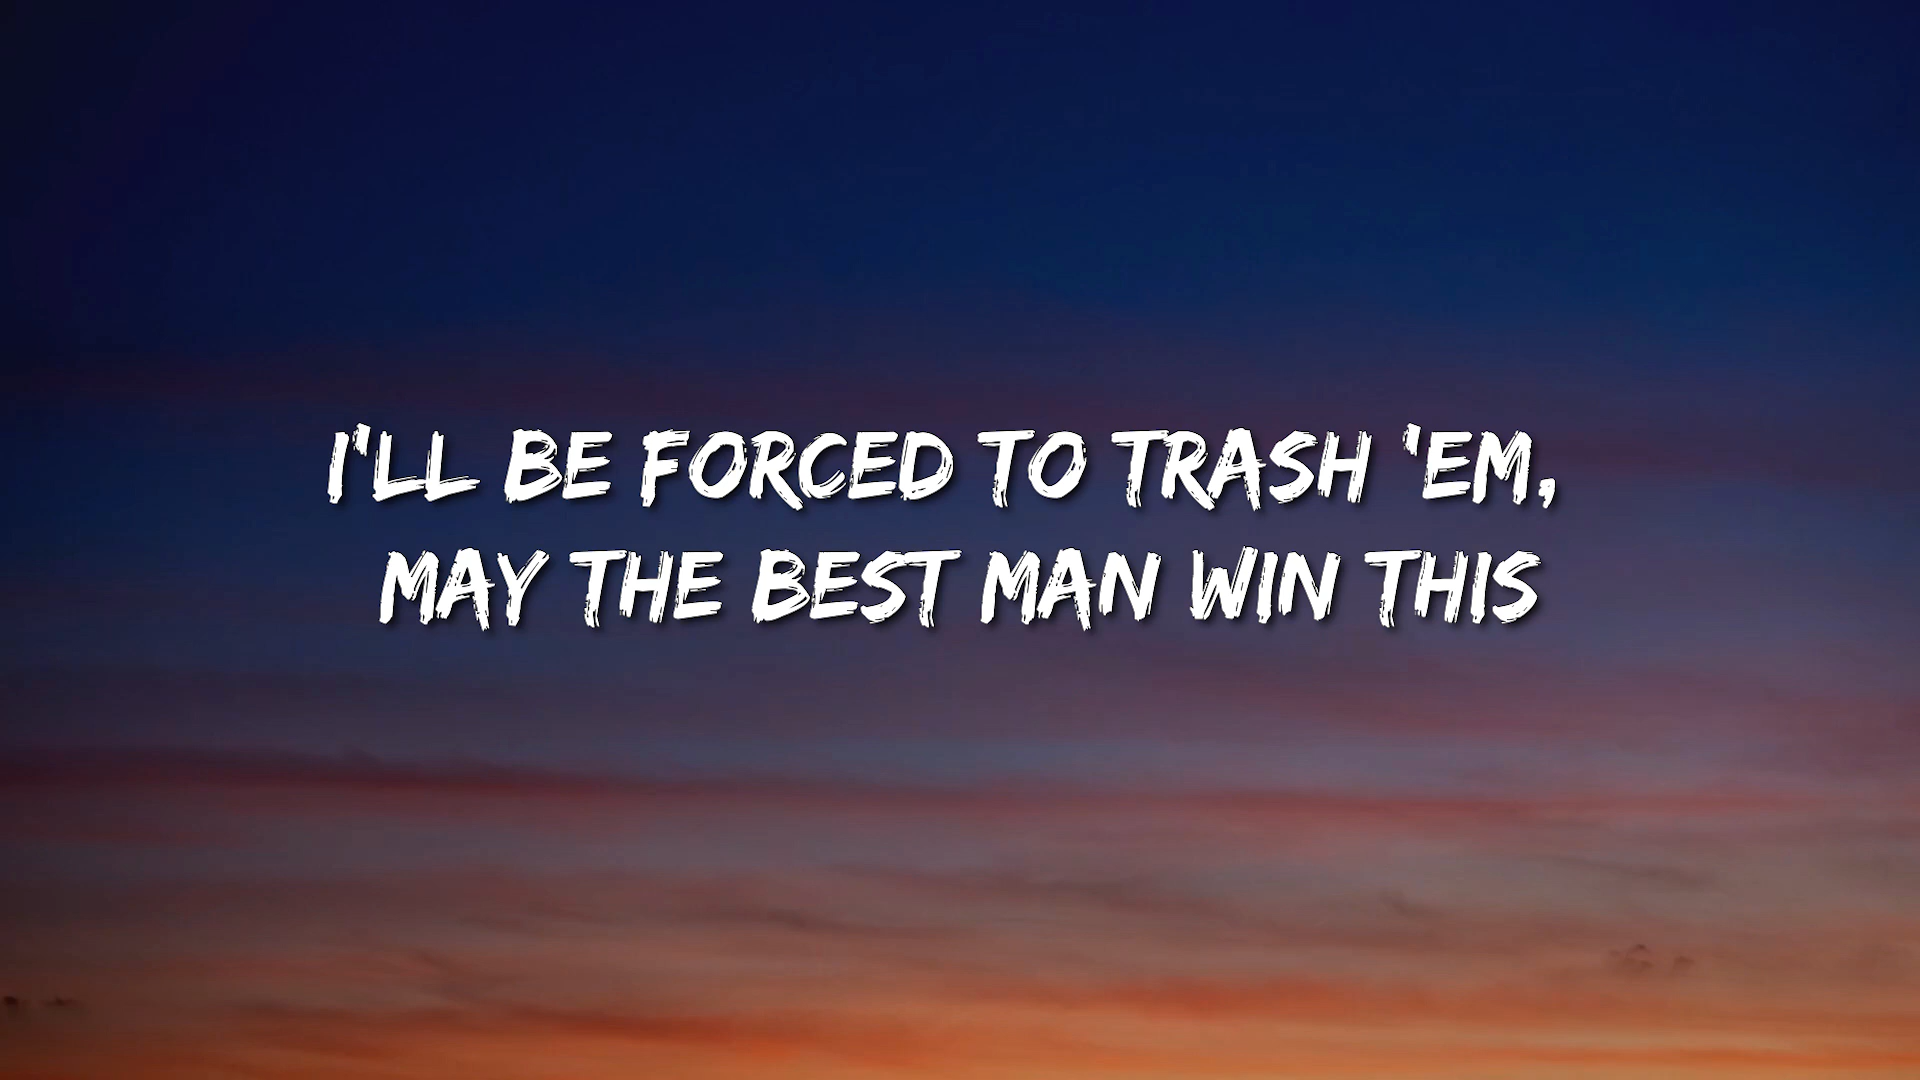 I'LL BE FORCED TO TRASH 'EM,
MAY THE BEST MAN WIN THIS